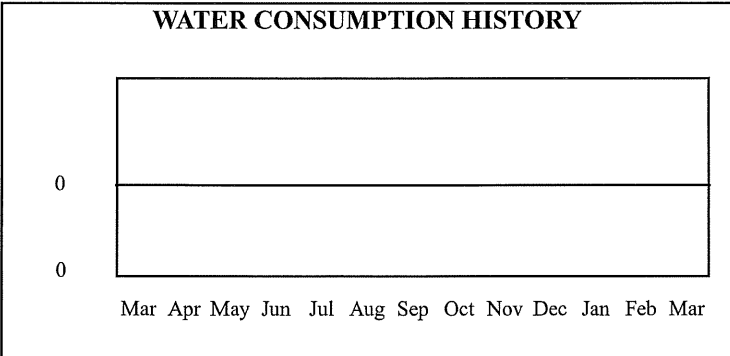 WATER CONSUMPTION HISTORY
0
0
Mar Apr May Jun Jul Aug Sep Oct Nov Dec Jan Feb Mar